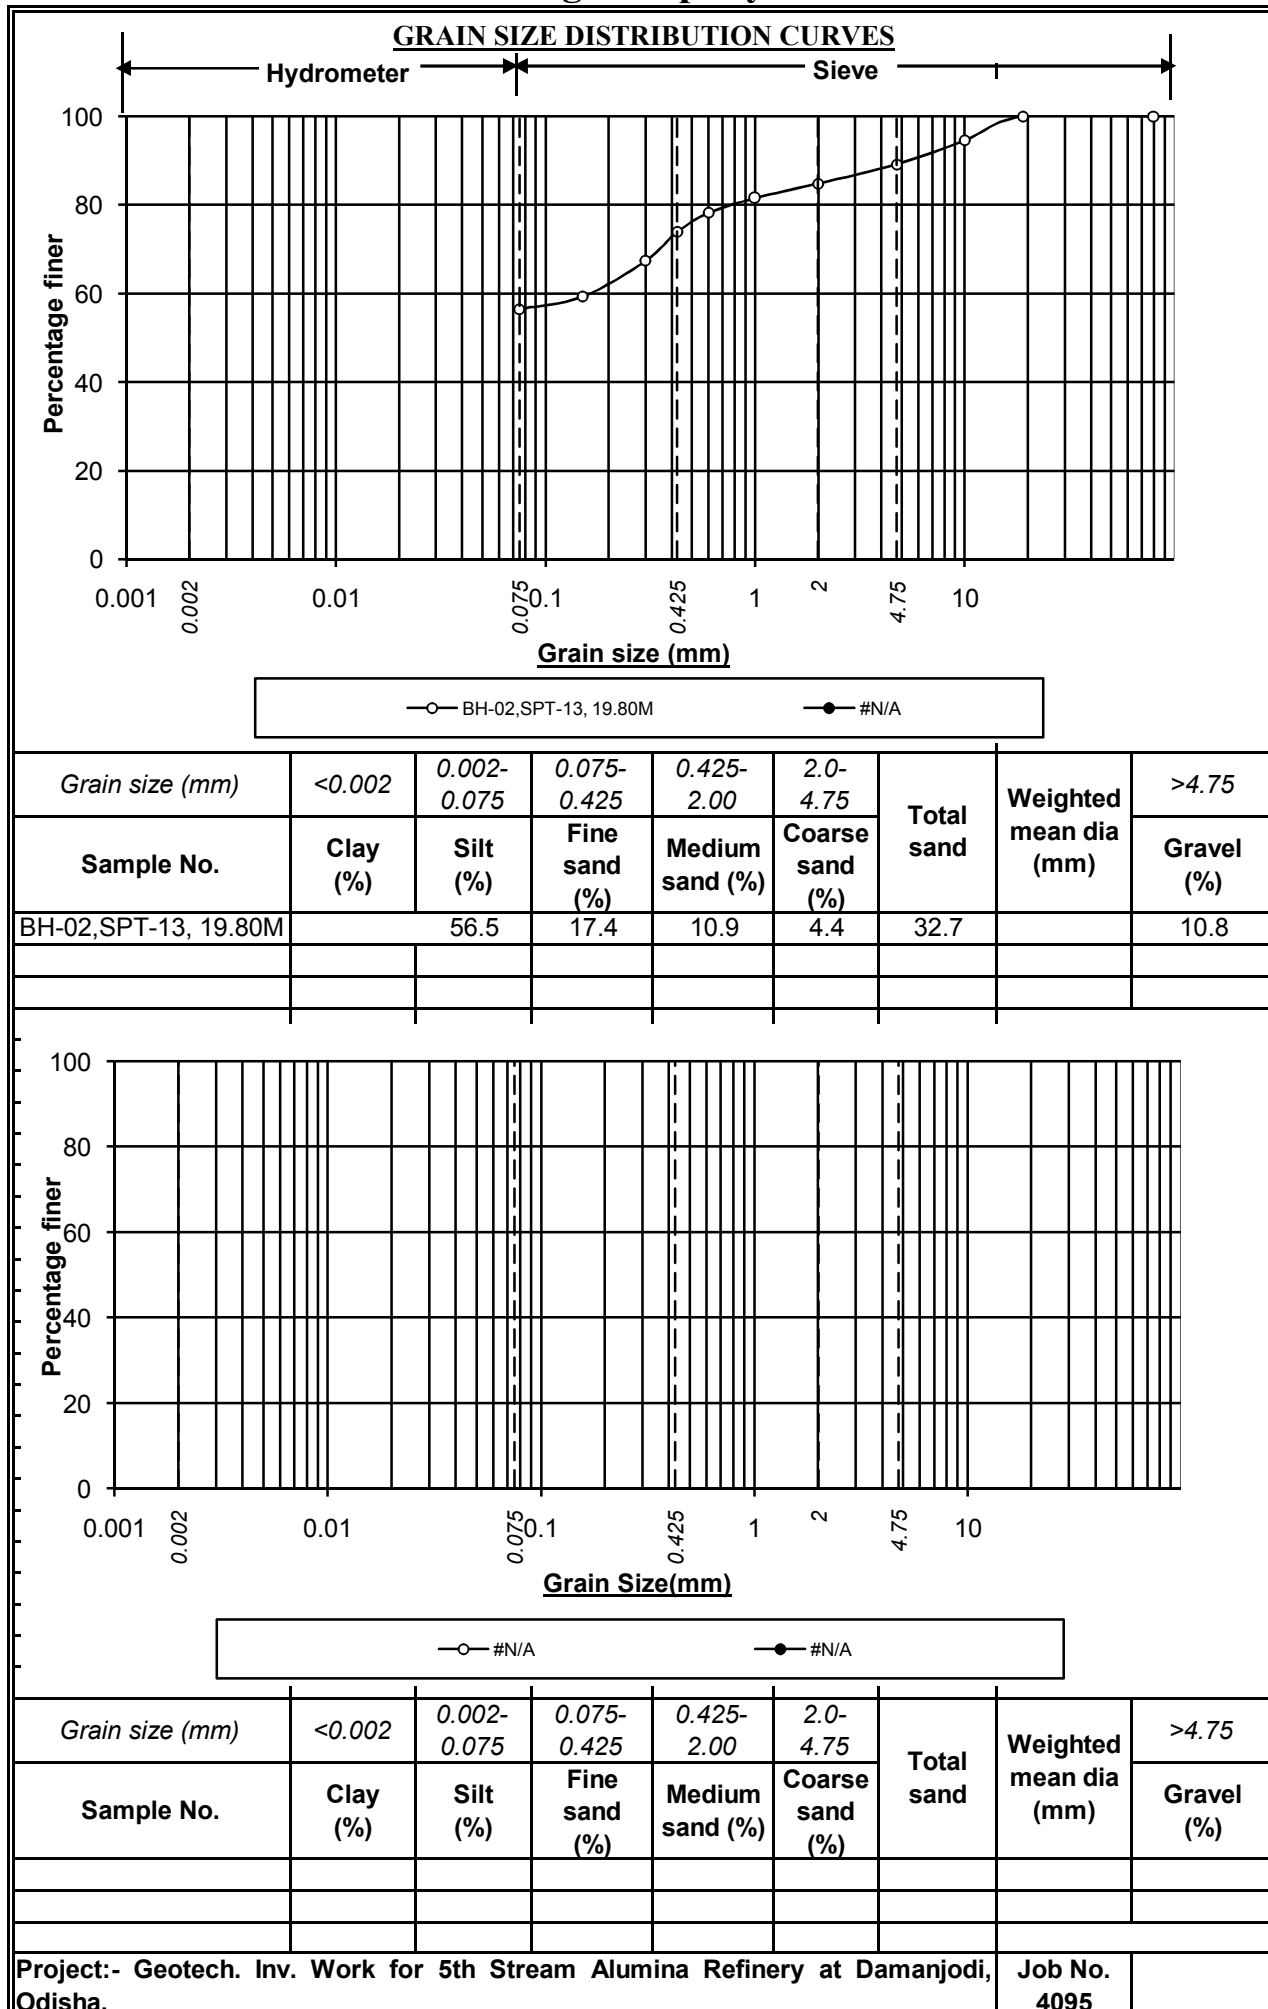 GRAIN SIZE DISTRIBUTION CURVES
Hydrometer
Sieve
Percentage finer
100
80
60
40
20
0
0.001
0.002
0.01
0.075
0.1
0.425
1
2
4.75
10
Grain size (mm)
BH-02,SPT-13, 19.80M
#N/A
Grain size (mm) <0.002 0.002-0.075 0.075-0.425 0.425-2.00 2.0-4.75 Total sand Weighted mean dia (mm) >4.75
Sample No. Clay (%) Silt (%) Fine sand (%) Medium sand (%) Coarse sand (%) Gravel (%)
BH-02,SPT-13, 19.80M 56.5 17.4 10.9 4.4 32.7 10.8
Percentage finer
100
80
60
40
20
0
0.001
0.002
0.01
0.075
0.1
0.425
1
2
4.75
10
Grain Size(mm)
#N/A
#N/A
Grain size (mm) <0.002 0.002-0.075 0.075-0.425 0.425-2.00 2.0-4.75 Total sand Weighted mean dia (mm) >4.75
Sample No. Clay (%) Silt (%) Fine sand (%) Medium sand (%) Coarse sand (%) Gravel (%)
Project:- Geotech. Inv. Work for 5th Stream Alumina Refinery at Damanjodi,
Odisha.
Job No.
4095